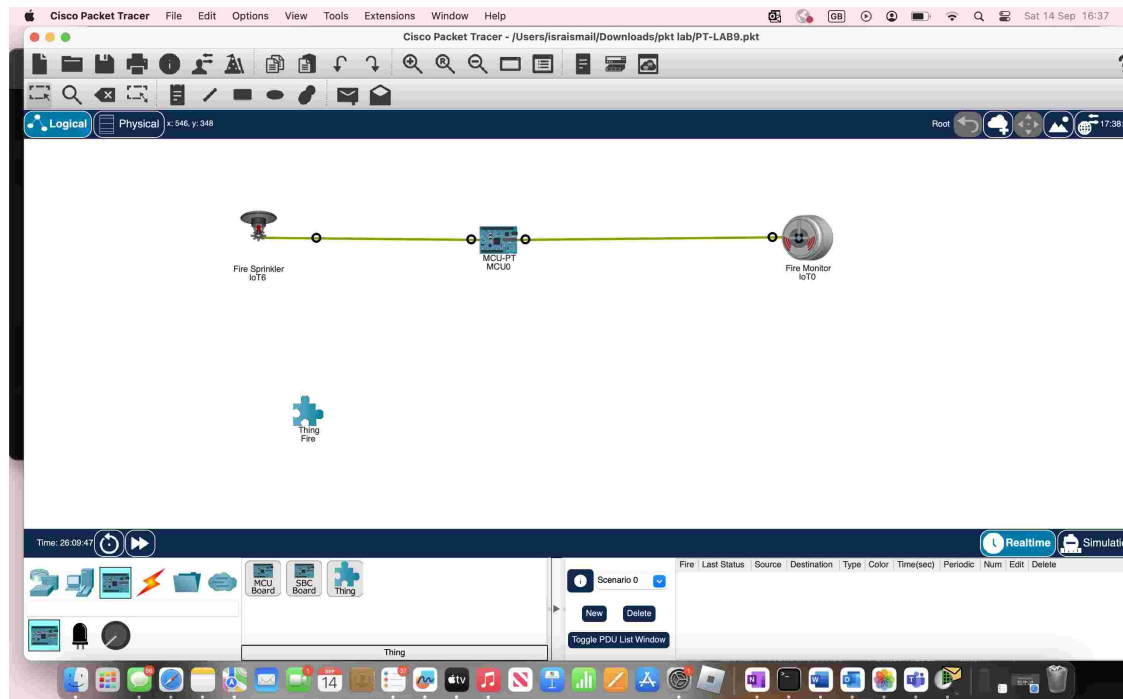 Cisco Packet Tracer File Edit Options View Tools Extensions Window Help GB Sat 14 Sep 16:37
Cisco Packet Tracer - /Users/israismail/Downloads/pkt lab/PT-LAB9.pkt
Logical Physical x: 546, y: 348 Root 17:38:
Fire Sprinkler
IoT6
MCU-PT
MCU0
Fire Monitor
IoT0
Thing
Fire
Time: 26:09:47 Realtime Simulati
MCU Board
SBC Board
Thing
Thing
Scenario 0
New Delete
Toggle PDU List Window
Fire Last Status Source Destination Type Color Time(sec) Periodic Num Edit Delete
SEP
14
tv